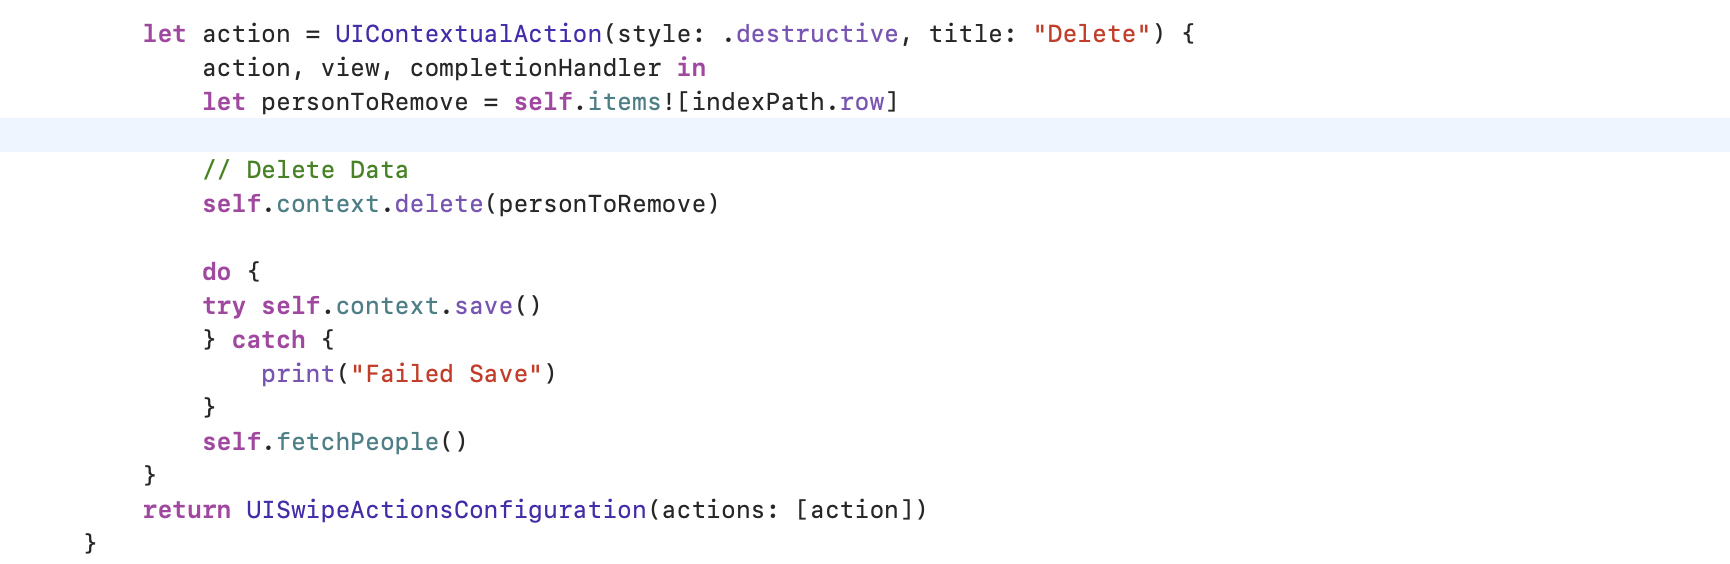 let action = UIContextualAction(style: .destructive, title: "Delete") {
action, view, completionHandler in
let personToRemove = self.items![indexPath.row]
// Delete Data
self.context.delete(personToRemove)
do {
try self.context.save()
} catch {
print("Failed Save")
}
self.fetchPeople()
}
return UISwipeActionsConfiguration(actions: [action])
}